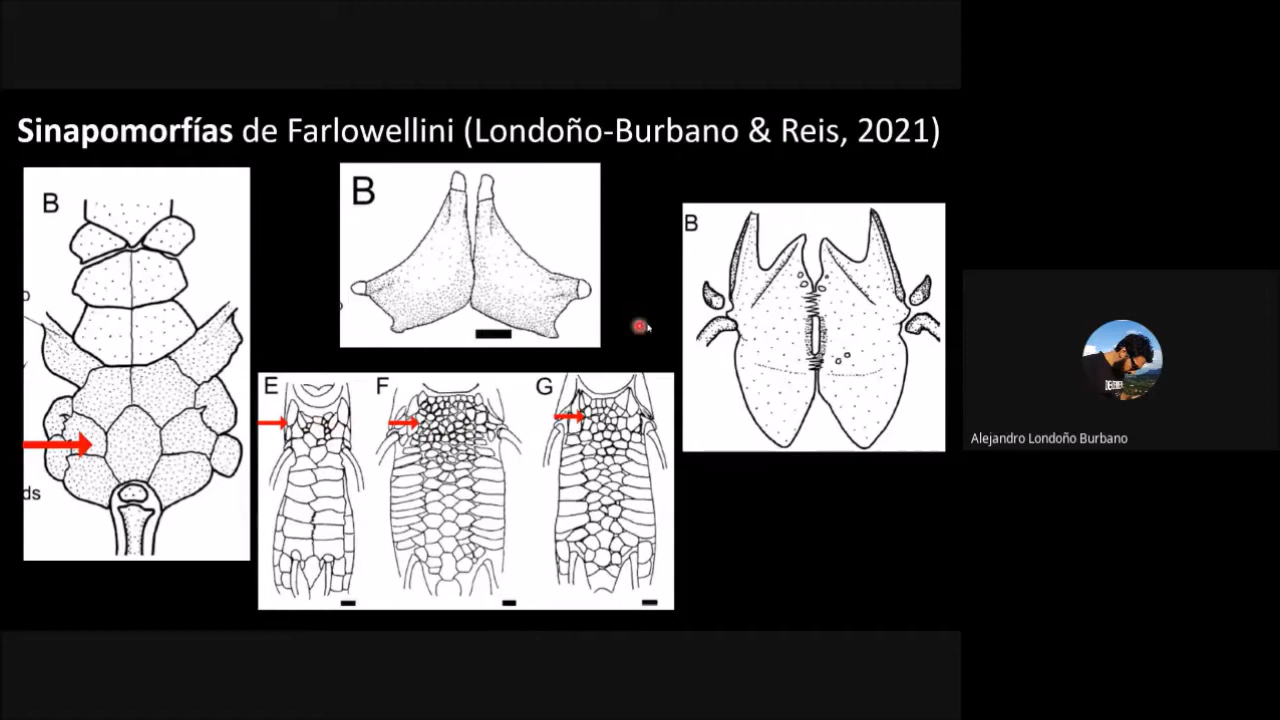 Sinapomorfías de Farlowellini (Londoño-Burbano & Reis, 2021)
B
ds
B
E F G
B
Alejandro Londoño Burbano